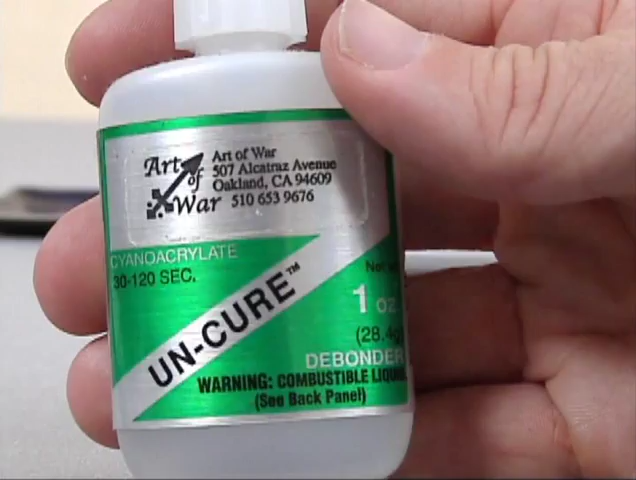 Art of War
Art of War
507 Alcatraz Avenue
Oakland, CA 94609
510 653 9676
CYANOACRYLATE
30-120 SEC.
UN-CURE™
Net
1 oz
(28.4g
DEBONDER
WARNING: COMBUSTIBLE LIQUID
(See Back Panel)